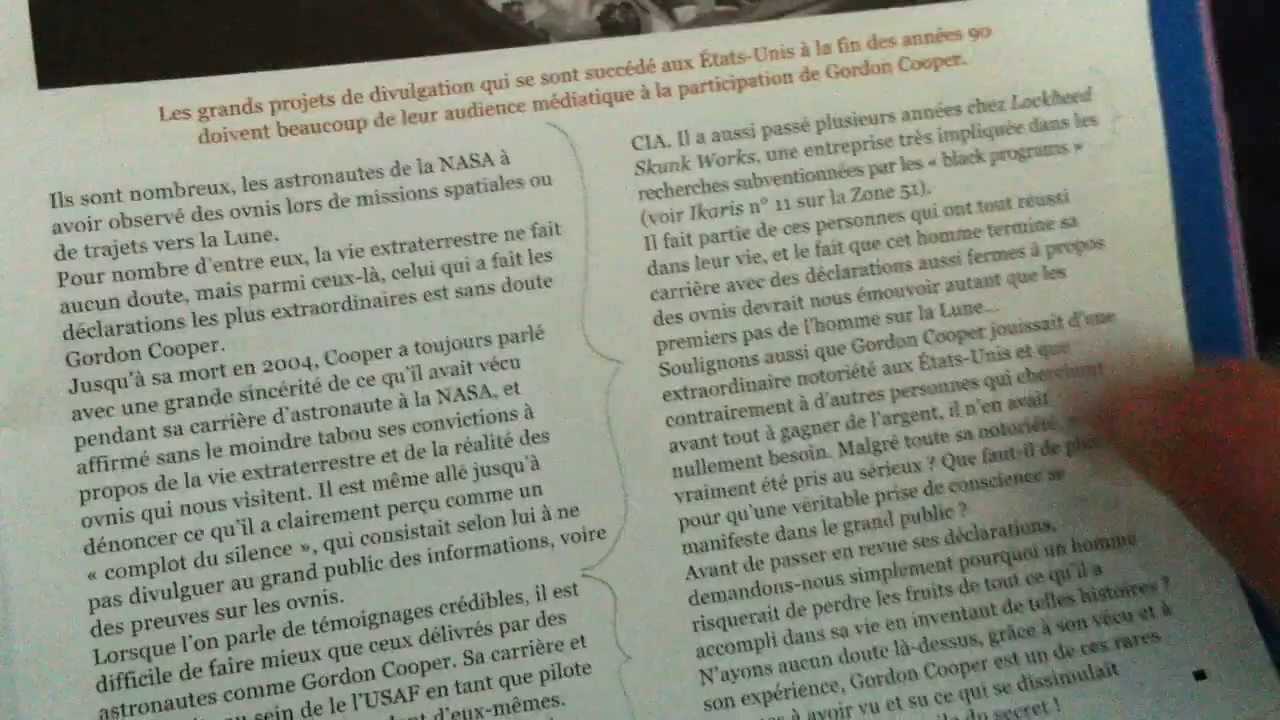 Les grands projets de divulgation qui se sont succédé aux États-Unis à la fin des années 90
doivent beaucoup de leur audience médiatique à la participation de Gordon Cooper.
Ils sont nombreux, les astronautes de la NASA à
avoir observé des ovnis lors de missions spatiales ou
de trajets vers la Lune.
Pour nombre d'entre eux, la vie extraterrestre ne fait
aucun doute, mais parmi ceux-là, celui qui a fait les
déclarations les plus extraordinaires est sans doute
Gordon Cooper.
Jusqu'à sa mort en 2004, Cooper a toujours parlé
avec une grande sincérité de ce qu'il avait vécu
pendant sa carrière d'astronaute à la NASA, et
affirmé sans le moindre tabou ses convictions à
propos de la vie extraterrestre et de la réalité des
ovnis qui nous visitent. Il est même allé jusqu'à
dénoncer ce qu'il a clairement perçu comme un
« complot du silence », qui consistait selon lui à ne
pas divulguer au grand public des informations, voire
des preuves sur les ovnis.
Lorsque l'on parle de témoignages crédibles, il est
difficile de faire mieux que ceux délivrés par des
astronautes comme Gordon Cooper. Sa carrière et
sein de le l'USAF en tant que pilote
d'eux-mêmes.
CIA. Il a aussi passé plusieurs années chez Lockheed
Skunk Works, une entreprise très impliquée dans les
recherches subventionnées par les « black programs »
(voir Ikaris n° 11 sur la Zone 51).
Il fait partie de ces personnes qui ont tout réussi
dans leur vie, et le fait que cet homme termine sa
carrière avec des déclarations aussi fermes à propos
des ovnis devrait nous émouvoir autant que les
premiers pas de l'homme sur la Lune...
Soulignons aussi que Gordon Cooper jouissait d'une
extraordinaire notoriété aux États-Unis et que
contrairement à d'autres personnes qui cherchent
avant tout à gagner de l'argent, il n'en avait
nullement besoin. Malgré toute sa notoriété,
vraiment été pris au sérieux ? Que faut-il de plus
pour qu'une véritable prise de conscience se
manifeste dans le grand public ?
Avant de passer en revue ses déclarations,
demandons-nous simplement pourquoi un homme
risquerait de perdre les fruits de tout ce qu'il a
accompli dans sa vie en inventant de telles histoires ?
N'ayons aucun doute là-dessus, grâce à son vécu et à
son expérience, Gordon Cooper est un de ces rares
à avoir vu et su ce qui se dissimulait
du secret !